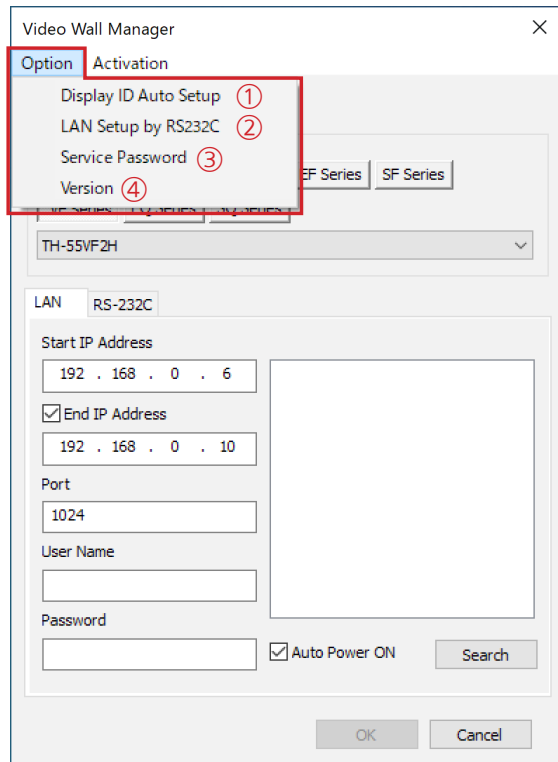 Video Wall Manager
Option Activation
Display ID Auto Setup ①
LAN Setup by RS232C ②
Service Password ③
Version ④
EF Series SF Series
TH-55VF2H
LAN RS-232C
Start IP Address
192 . 168 . 0 . 6
End IP Address
192 . 168 . 0 . 10
Port
1024
User Name
Password
Auto Power ON Search
OK Cancel